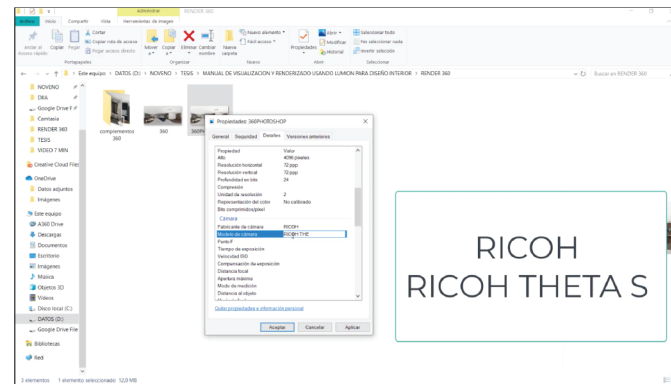 administrar
RENDER 360
Archivo Inicio Compartir Vista Herramientas de imagen
Anclar al Acceso rápido
Copiar
Pegar
Cortar
Copiar ruta de acceso
Pegar acceso directo
Mover a
Copiar a
Eliminar
Cambiar nombre
Nueva carpeta
Nuevo elemento
Fácil acceso
Propiedades
Abrir
Modificar
Historial
Seleccionar todo
No seleccionar nada
Invertir selección
Portapapeles
Organizar
Nuevo
Abrir
Seleccionar
Este equipo > DATOS (D:) > NOVENO > TESIS > MANUAL DE VISUALIZACION Y RENDERIZADO USANDO LUMION PARA DISEÑO INTERIOR > RENDER 360
Buscar en RENDER 360
NOVENO
DRA
Google Drive F
Camtasia
RENDER 360
TESIS
VIDEO 7 MIN
Creative Cloud Files
OneDrive
Datos adjuntos
Imágenes
Este equipo
A360 Drive
Descargas
Documentos
Escritorio
Imágenes
Música
Objetos 3D
Vídeos
Disco local (C:)
DATOS (D:)
Google Drive File
Bibliotecas
Red
complementos 360
360
Propiedades: 360PHOTOSHOP
General Seguridad Detalles Versiones anteriores
Propiedad Valor
Alto 4096 píxeles
Resolución horizontal 72 ppp
Resolución vertical 72 ppp
Profundidad en bits 24
Compresión
Unidad de resolución 2
Representación del color No calibrado
Bits comprimidos/píxel
Cámara
Fabricante de cámara RICOH
Modelo de cámara RICOH THE
Punto F
Tiempo de exposición
Velocidad ISO
Compensación de exposición
Distancia focal
Apertura máxima
Modo de medición
Distancia al objeto
Quitar propiedades e información personal
Aceptar Cancelar Aplicar
RICOH
RICOH THETA S
3 elementos 1 elemento seleccionado 12,0 MB